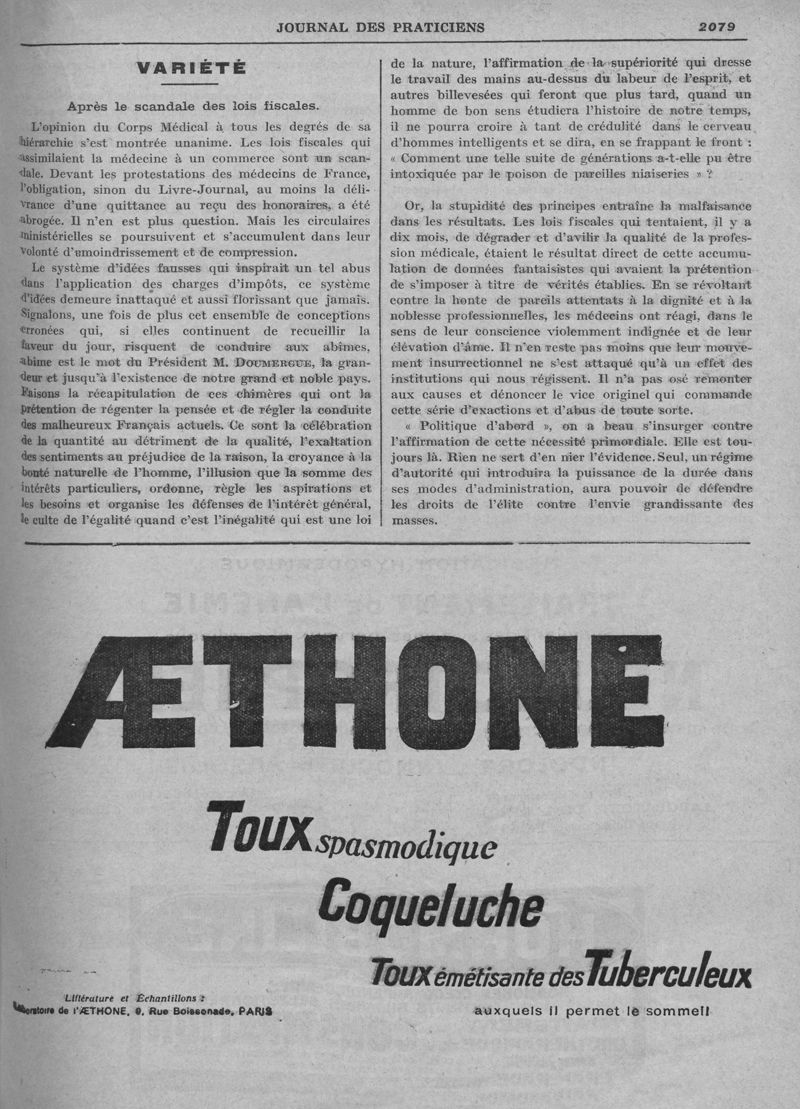 JOURNAL DES PRATICIENS 2079
VARIÉTÉ
Après le scandale des lois fiscales.
L'opinion du Corps Médical à tous les degrés de sa
hiérarchie s'est montrée unanime. Les lois fiscales qui
assimilaient la médecine à un commerce sont un scan-
dale. Devant les protestations des médecins de France,
l'obligation, sinon du Livre-Journal, au moins la déli-
vrance d'une quittance au reçu des honoraires, a été
abrogée. Il n'en est plus question. Mais les circulaires
ministérielles se poursuivent et s'accumulent dans leur
volonté d'amoindrissement et de compression.
Le système d'idées fausses qui inspirait un tel abus
dans l'application des charges d'impôts, ce système
d'idées demeure inattaqué et aussi florissant que jamais.
Signalons, une fois de plus cet ensemble de conceptions
erronées qui, si elles continuent de recueillir la
faveur du jour, risquent de conduire aux abîmes,
abime est le mot du Président M. DOUMERGUE, la gran-
deur et jusqu'à l'existence de notre grand et noble pays.
Faisons la récapitulation de ces chimères qui ont la
prétention de régenter la pensée et de régler la conduite
des malheureux Français actuels. Ce sont la célébration
de la quantité au détriment de la qualité, l'exaltation
des sentiments au préjudice de la raison, la croyance à la
bonté naturelle de l'homme, l'illusion que la somme des
intérêts particuliers, ordonne, règle les aspirations et
les besoins et organise les défenses de l'intérêt général,
le culte de l'égalité quand c'est l'inégalité qui est une loi
de la nature, l'affirmation de la supériorité qui dresse
le travail des mains au-dessus du labeur de l'esprit, et
autres billevesées qui feront que plus tard, quand un
homme de bon sens étudiera l'histoire de notre temps,
il ne pourra croire à tant de crédulité dans le cerveau
d'hommes intelligents et se dira, en se frappant le front :
« Comment une telle suite de générations a-t-elle pu être
intoxiquée par le poison de pareilles niaiseries » ?
Or, la stupidité des principes entraîne la malfaisance
dans les résultats. Les lois fiscales qui tentaient, il y a
dix mois, de dégrader et d'avilir la qualité de la profes-
sion médicale, étaient le résultat direct de cette accumu-
lation de données fantaisistes qui avaient la prétention
de s'imposer à titre de vérités établies. En se révoltant
contre la honte de pareils attentats à la dignité et à la
noblesse professionnelles, les médecins ont réagi, dans le
sens de leur conscience violemment indignée et de leur
élévation d'âme. Il n'en reste pas moins que leur mouve-
ment insurrectionnel ne s'est attaqué qu'à un effet des
institutions qui nous régissent. Il n'a pas osé remonter
aux causes et dénoncer le vice originel qui commande
cette série d'exactions et d'abus de toute sorte.
« Politique d'abord », on a beau s'insurger contre
l'affirmation de cette nécessité primordiale. Elle est tou-
jours là. Rien ne sert d'en nier l'évidence. Seul, un régime
d'autorité qui introduira la puissance de la durée dans
ses modes d'administration, aura pouvoir de défendre
les droits de l'élite contre l'envie grandissante des
masses.
ÆTHONE
Toux spasmodique
Coqueluche
Toux émétisante des Tuberculeux
auxquels il permet le sommeil
Littérature et Échantillons :
Laboratoire de l'ÆTHONE, 9, Rue Boissonade, PARIS